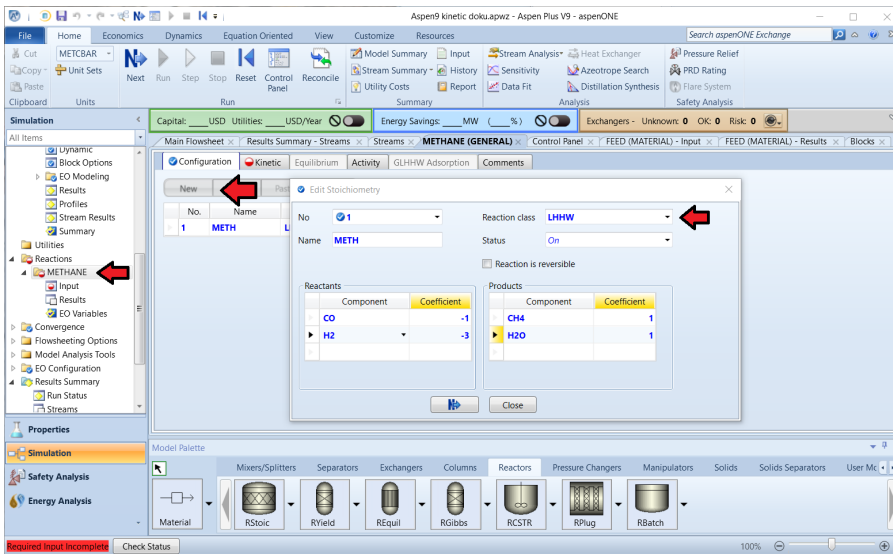 Aspen9 kinetic doku.apwz - Aspen Plus V9 - aspenONE
File Home Economics Dynamics Equation Oriented View Customize Resources Search aspenONE Exchange
Cut METCBAR Model Summary Input Stream Analysis Heat Exchanger Pressure Relief
Copy Unit Sets Next Run Step Stop Reset Control Panel Reconcile Stream Summary History Sensitivity Azeotrope Search PRD Rating
Paste Utility Costs Report Data Fit Distillation Synthesis Flare System
Clipboard Units Run Summary Analysis Safety Analysis
Simulation Capital: ____USD Utilities: ____USD/Year Energy Savings: ____MW (____%) Exchangers - Unknown: 0 OK: 0 Risk: 0
All Items Main Flowsheet Results Summary - Streams Streams METHANE (GENERAL) Control Panel FEED (MATERIAL) - Input FEED (MATERIAL) - Results Blocks
Dynamic
Block Options
EO Modeling
Results
Profiles
Stream Results
Summary
Utilities
Reactions
METHANE
Input
Results
EO Variables
Convergence
Flowsheeting Options
Model Analysis Tools
EO Configuration
Results Summary
Run Status
Streams
Properties
Simulation
Safety Analysis
Energy Analysis
Configuration Kinetic Equilibrium Activity GLHHW Adsorption Comments
New
No. Name
1 METH
Edit Stoichiometry
No 1 Reaction class LHHW
Name METH Status On
Reaction is reversible
Reactants Products
Component Coefficient Component Coefficient
CO -1 CH4 1
H2 -3 H2O 1
Close
Model Palette
Mixers/Splitters Separators Exchangers Columns Reactors Pressure Changers Manipulators Solids Solids Separators
Material RStoic RYield REquil RGibbs RCSTR RPlug RBatch
Required Input Incomplete Check Status 100%